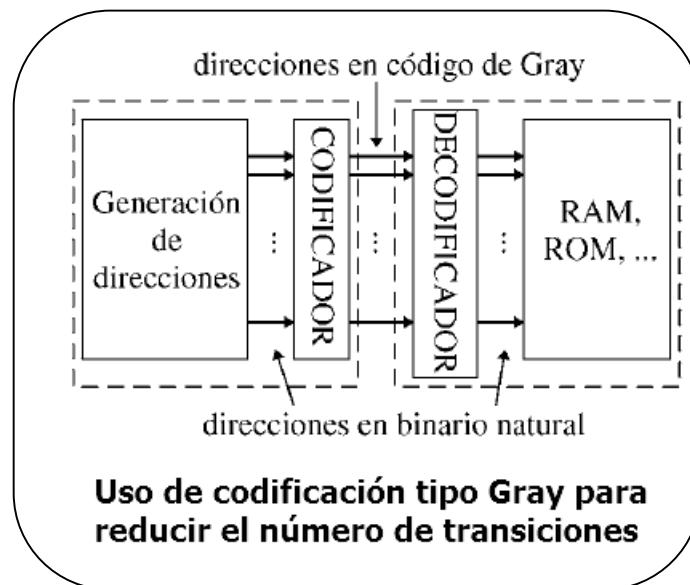 direcciones en código de Gray
Generación
de
direcciones
CODIFICADOR
DECODIFICADOR
RAM,
ROM, ...
...
...
...
direcciones en binario natural
Uso de codificación tipo Gray para
reducir el número de transiciones